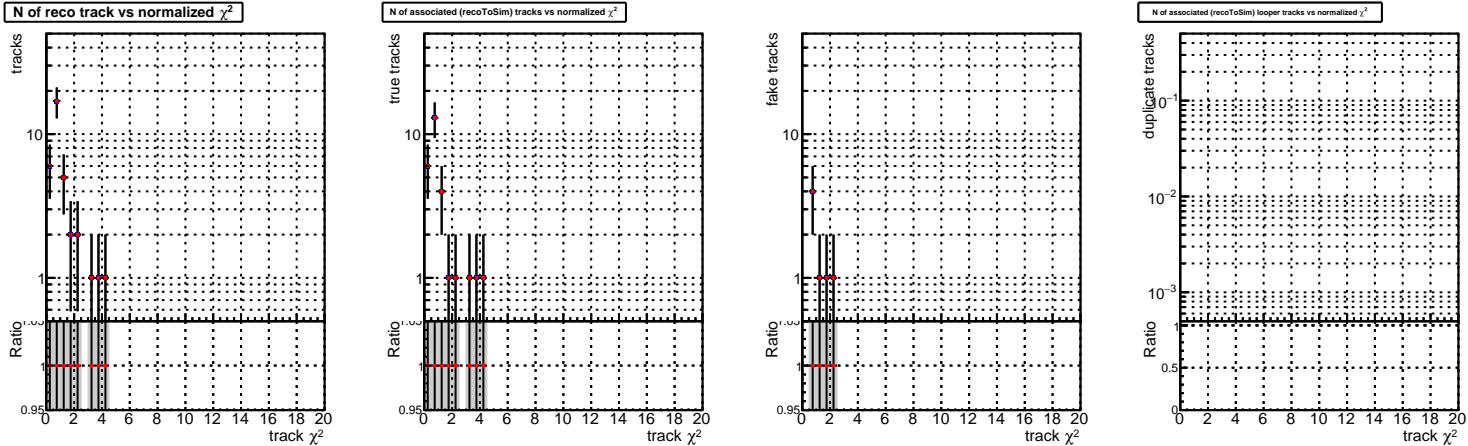 N of reco track vs normalized χ²
tracks
10
1
Ratio
1
0.95
0 2 4 6 8 10 12 14 16 18 20
track χ²
N of associated (recoToSim) tracks vs normalized χ²
true tracks
10
1
Ratio
1
0.95
0 2 4 6 8 10 12 14 16 18 20
track χ²
fake tracks
10
1
Ratio
1
0.95
0 2 4 6 8 10 12 14 16 18 20
track χ²
N of associated (recoToSim) looper tracks vs normalized χ²
duplicate tracks
10⁻¹
10⁻²
10⁻³
Ratio
1
0.5
0
0 2 4 6 8 10 12 14 16 18 20
track χ²